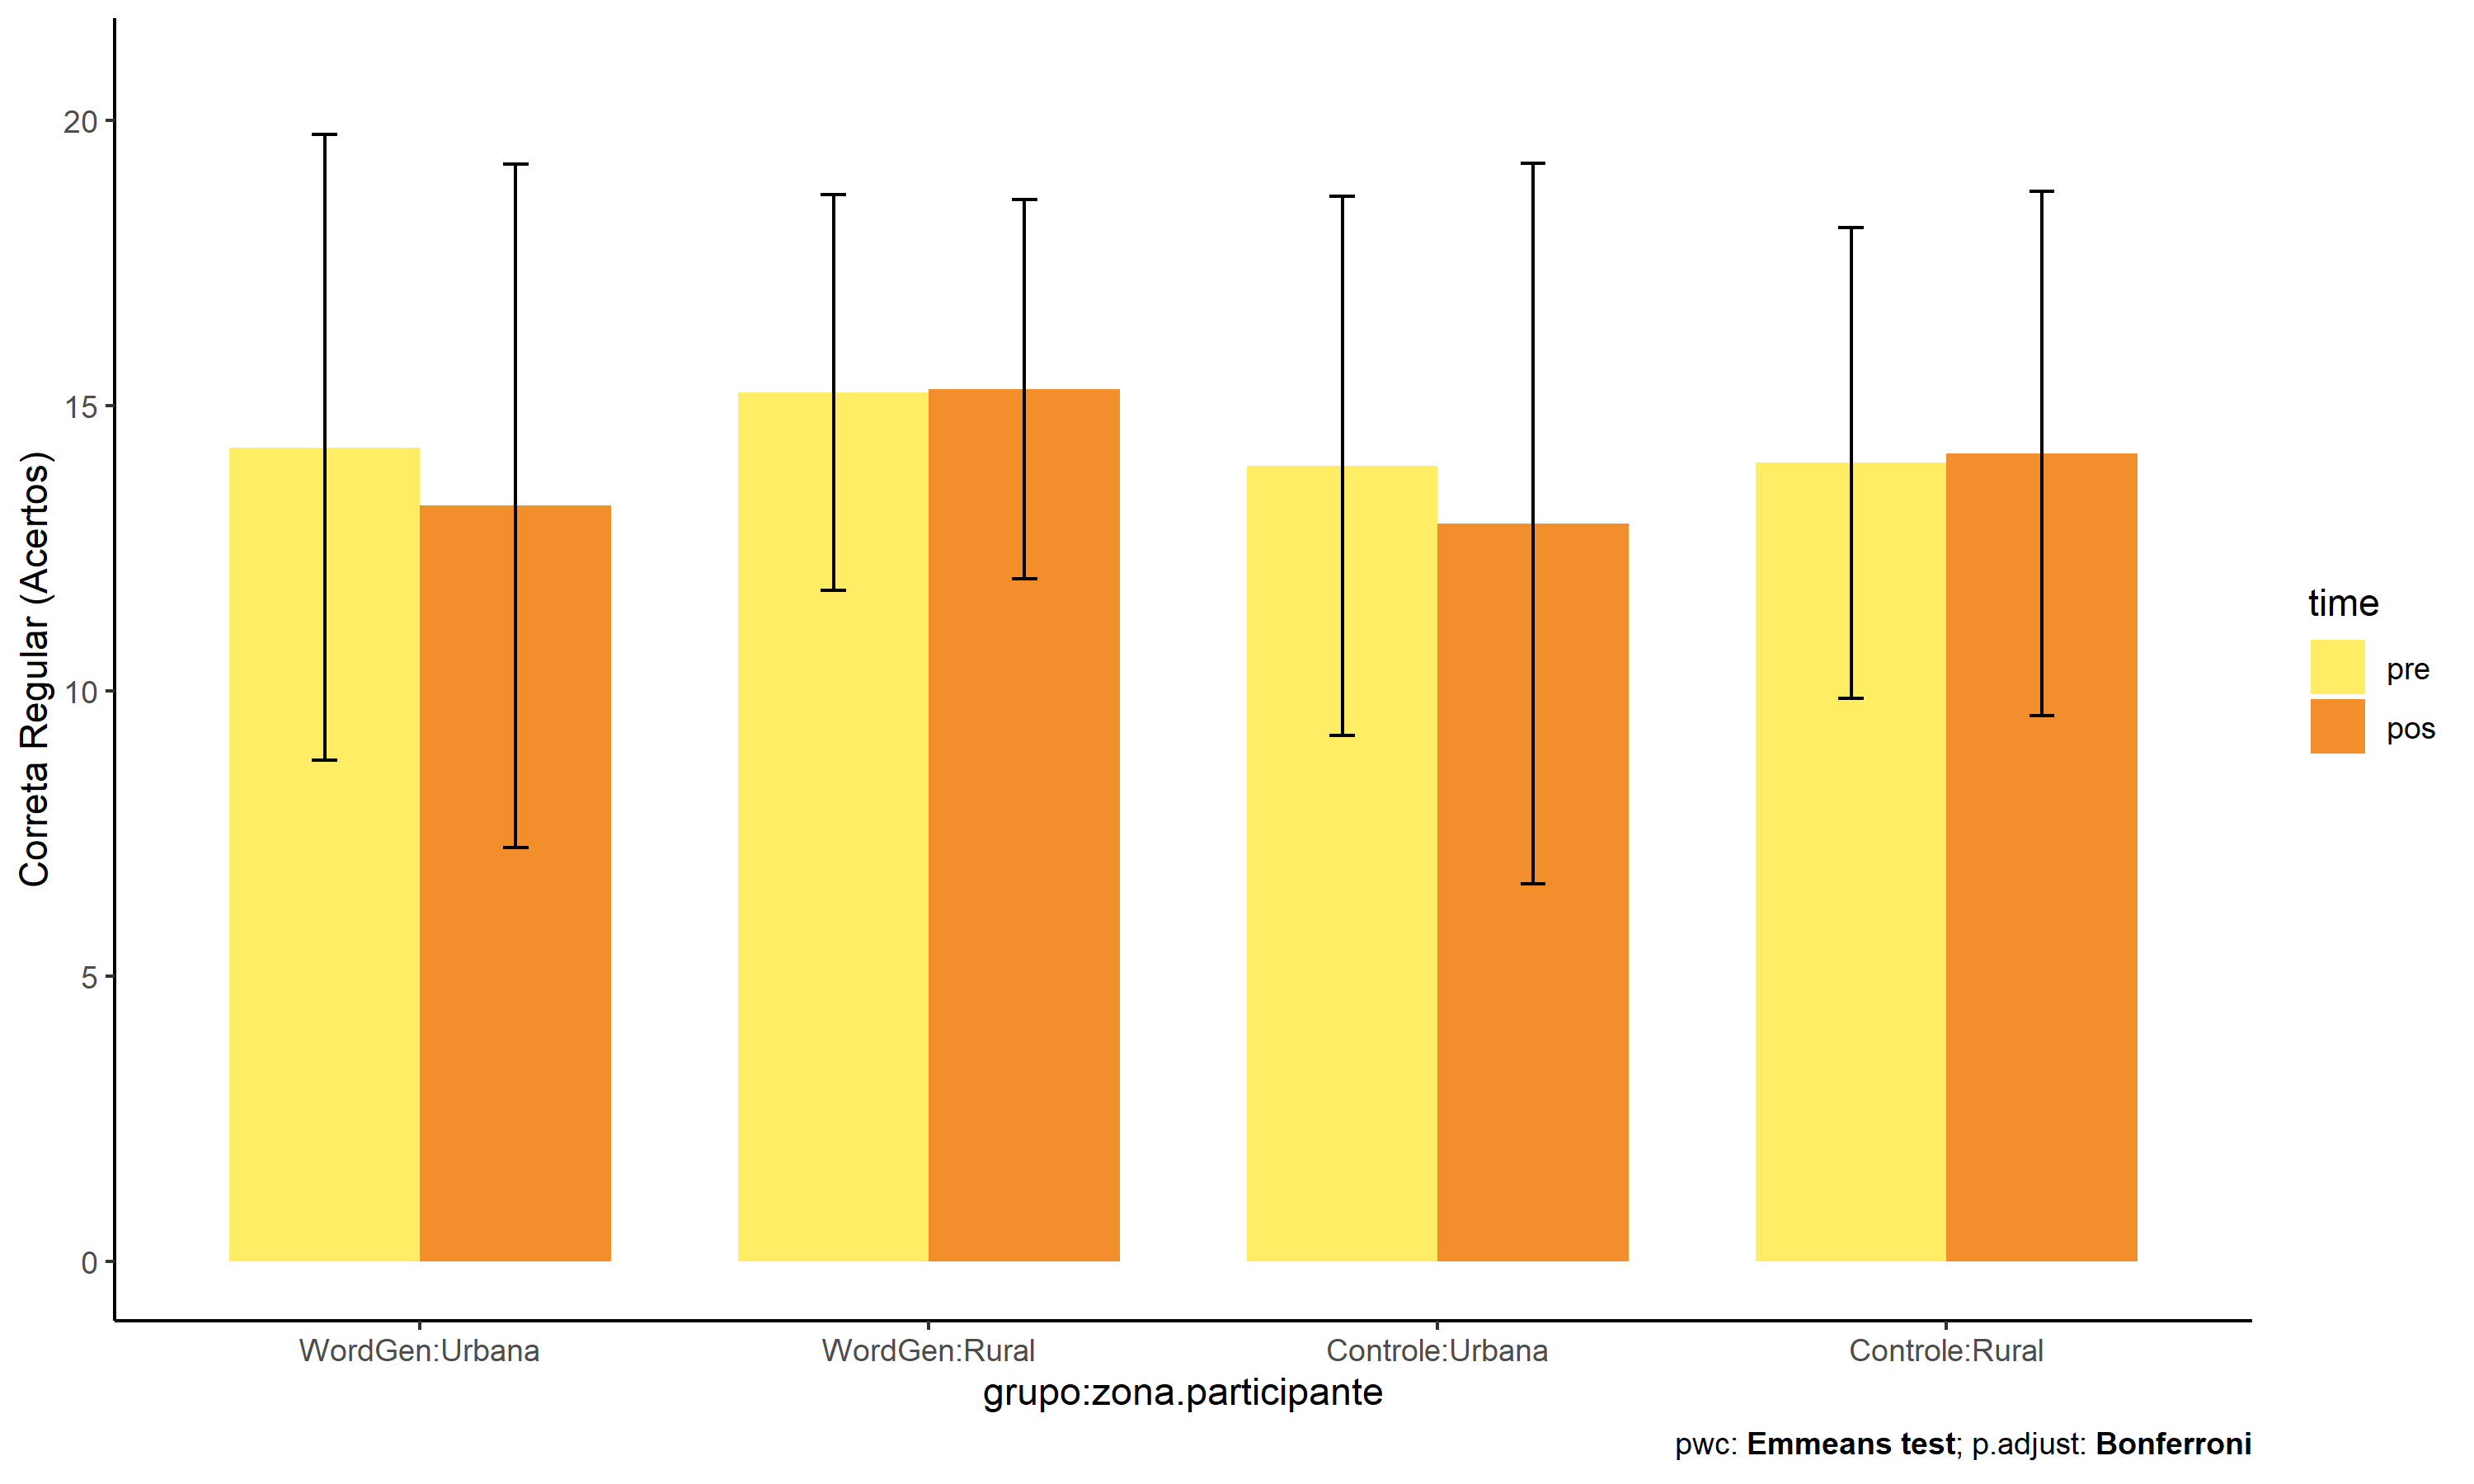 Correta Regular (Acertos)
20
15
10
5
0
WordGen:Urbana
WordGen:Rural
Controle:Urbana
Controle:Rural
grupo:zona.participante
time
pre
pos
pwc: Emmeans test; p.adjust: Bonferroni